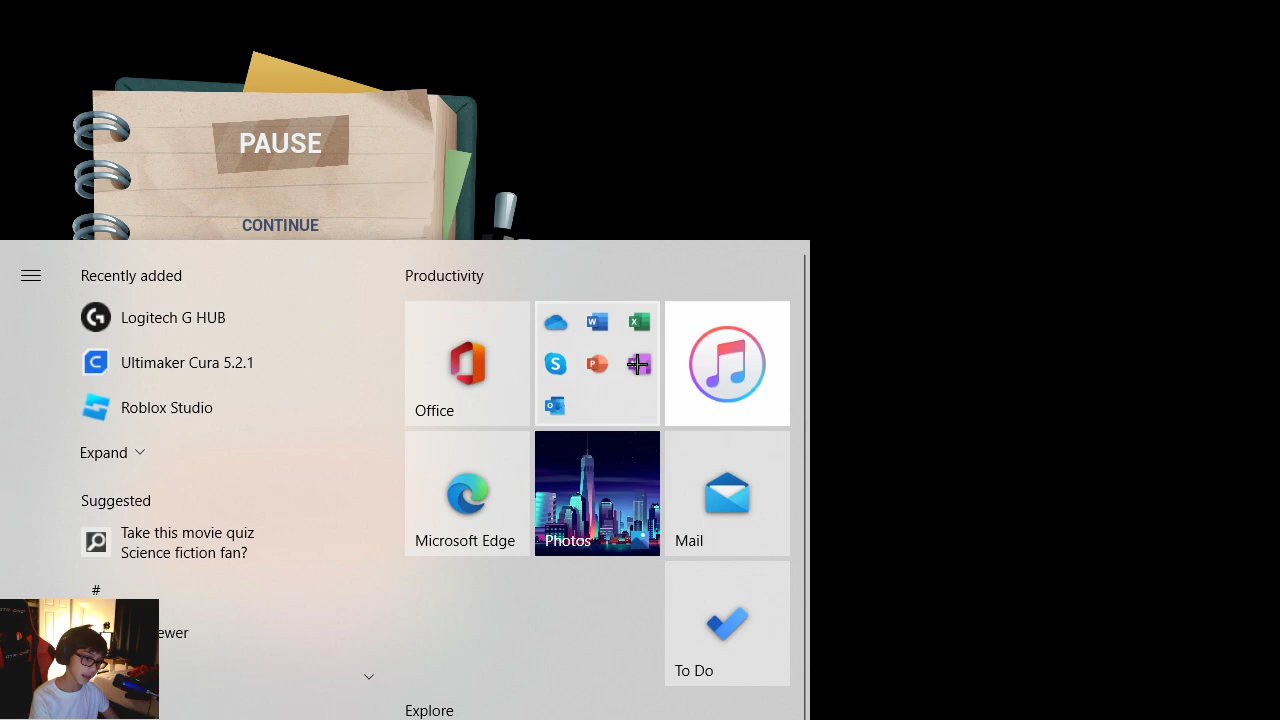 PAUSE
CONTINUE
Recently added
Productivity
Logitech G HUB
Ultimaker Cura 5.2.1
Roblox Studio
Expand
Suggested
Take this movie quiz
Science fiction fan?
#
ewer
W
X
S
P
O
Office
Microsoft Edge
Photos
Mail
To Do
Explore